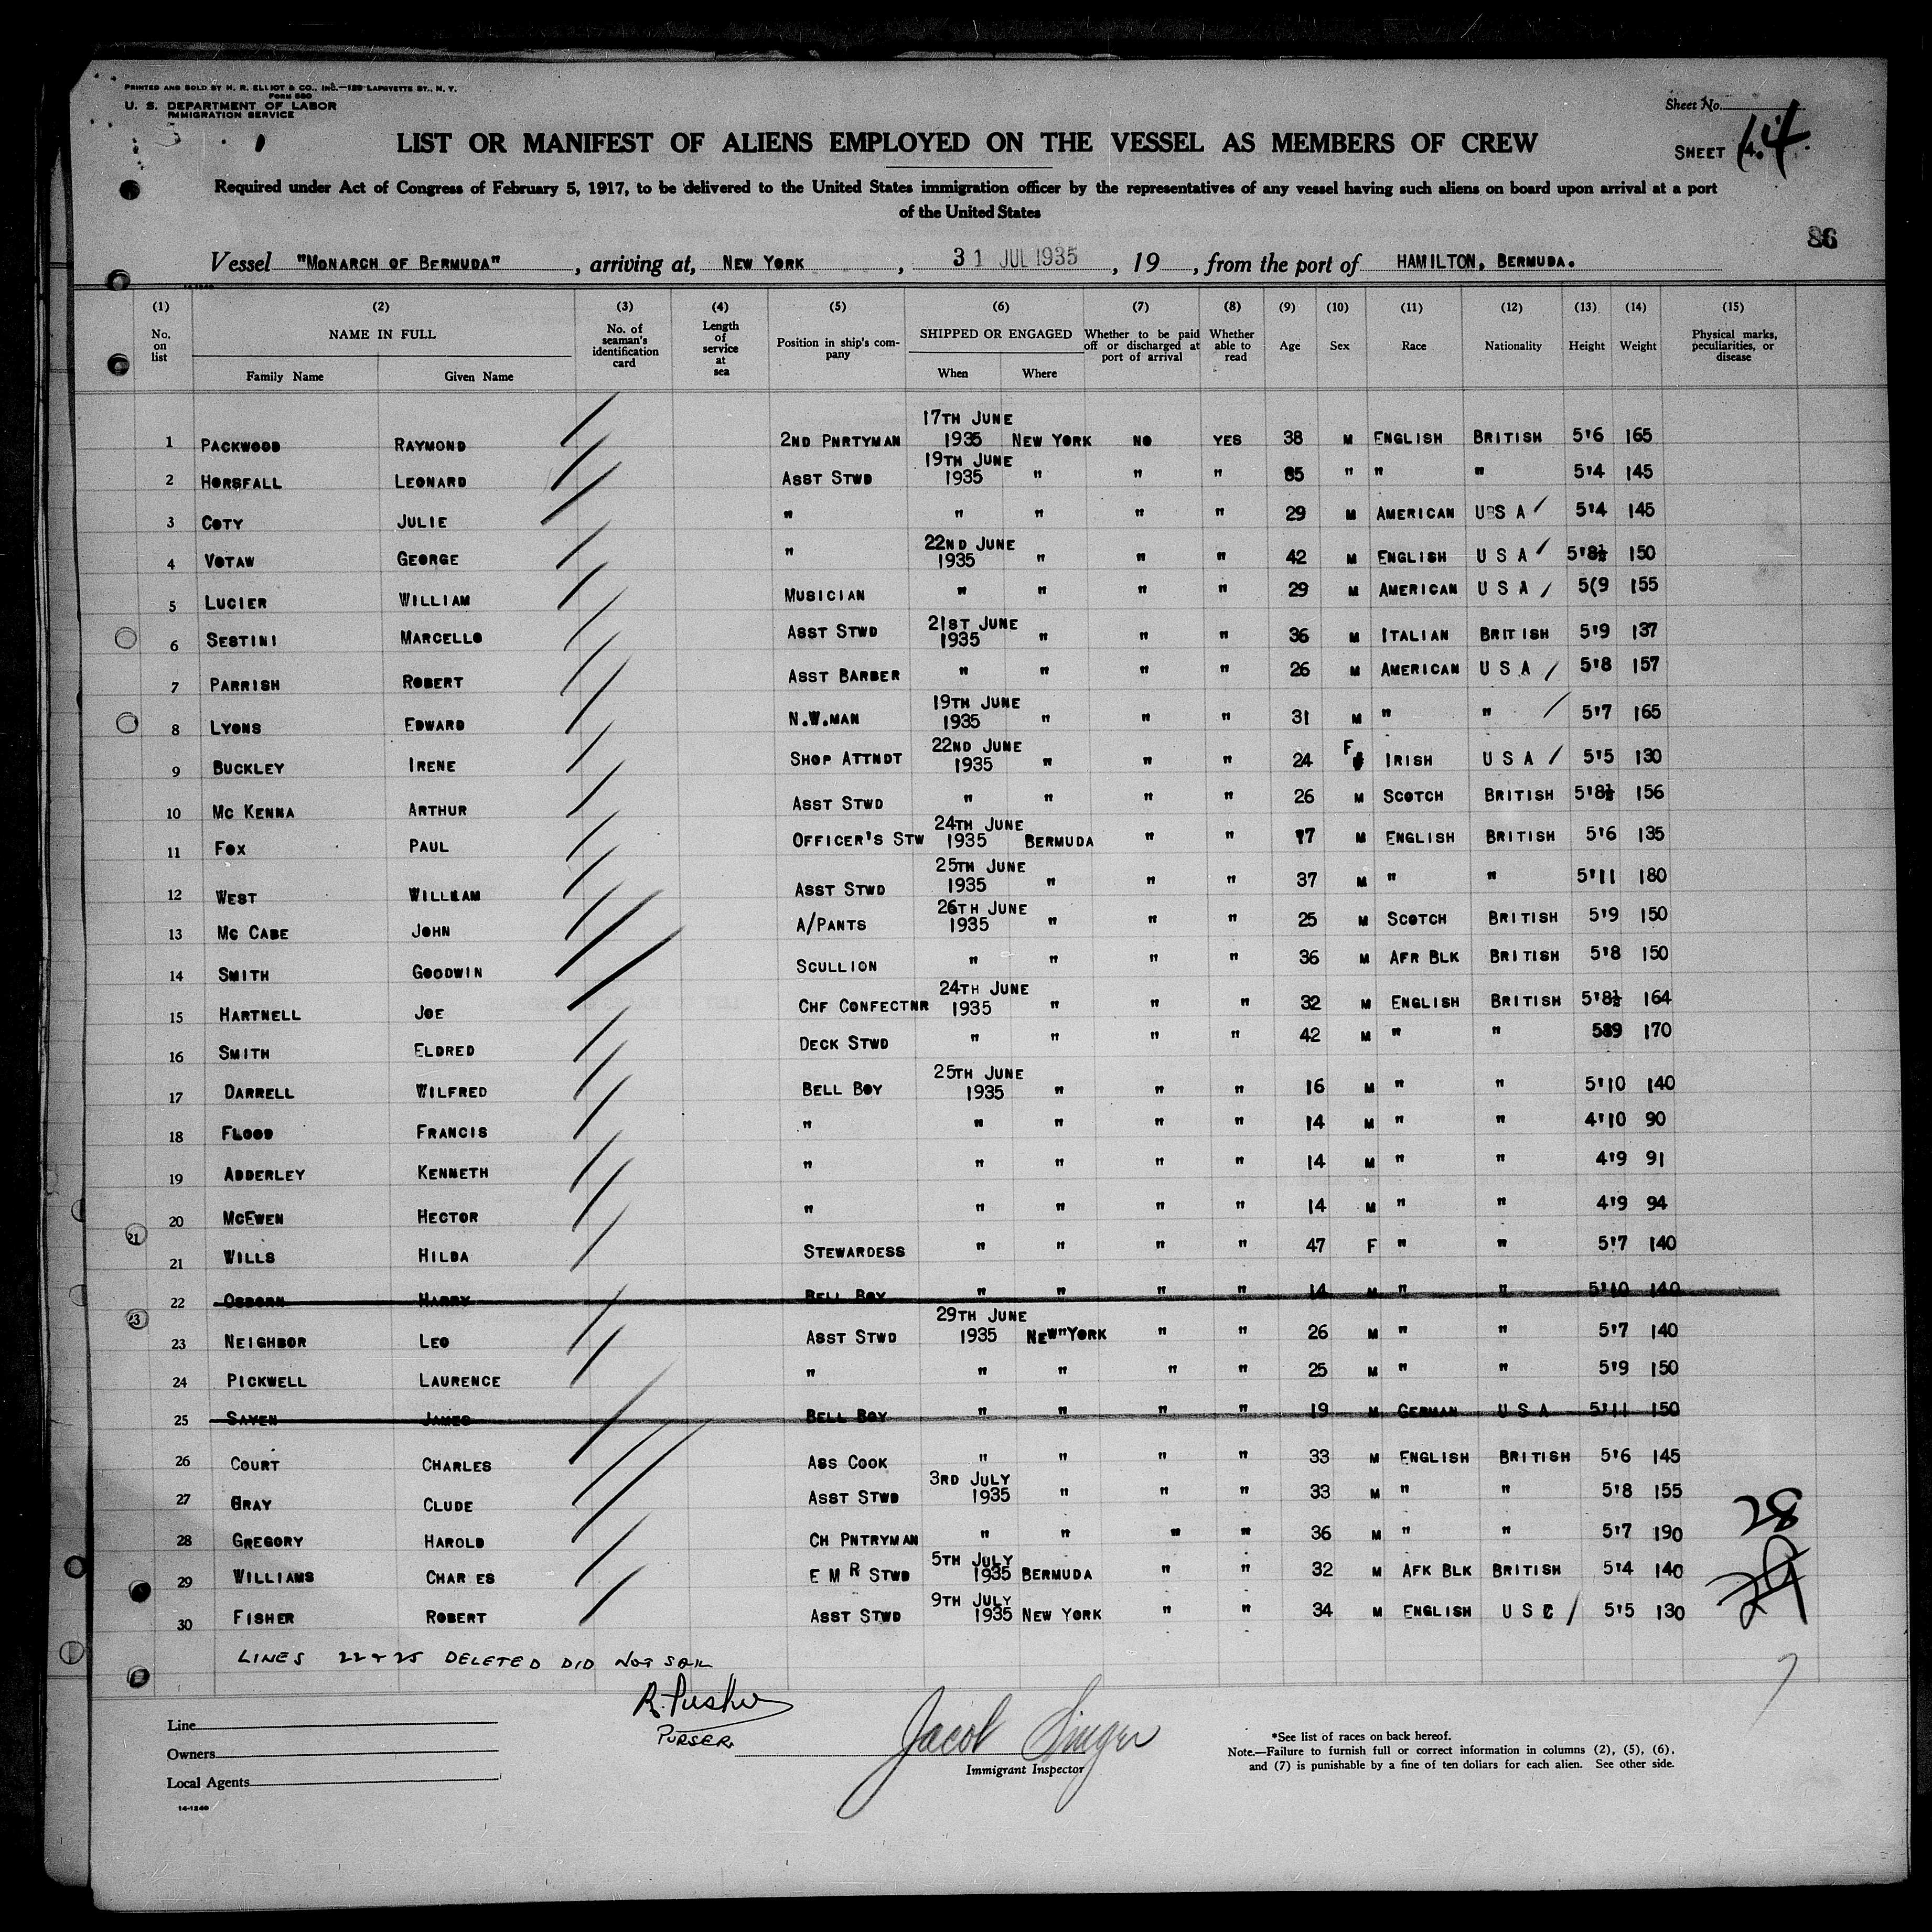 PRINTED AND SOLD BY H. R. ELLIOT & CO., INC.—129 LAFAYETTE ST., N. Y.
FORM 680
U. S. DEPARTMENT OF LABOR
IMMIGRATION SERVICE
Sheet No.
SHEET 14.
LIST OR MANIFEST OF ALIENS EMPLOYED ON THE VESSEL AS MEMBERS OF CREW
Required under Act of Congress of February 5, 1917, to be delivered to the United States immigration officer by the representatives of any vessel having such aliens on board upon arrival at a port
of the United States
86
Vessel "MONARCH OF BERMUDA", arriving at, NEW YORK, 31 JUL 1935, 19 , from the port of HAMILTON, BERMUDA.
(1) (2) (3) (4) (5) (6) (7) (8) (9) (10) (11) (12) (13) (14) (15)
No. on list NAME IN FULL Family Name Given Name No. of seaman's identification card Length of service at sea Position in ship's company SHIPPED OR ENGAGED When Where Whether to be paid off or discharged at port of arrival Whether able to read Age Sex Race Nationality Height Weight Physical marks, peculiarities, or disease
1 PACKWOOD RAYMOND 2ND PNRTYMAN 17TH JUNE 1935 NEW YORK NO YES 38 M ENGLISH BRITISH 5'6 165
2 HORSFALL LEONARD ASST STWD 19TH JUNE 1935 " " " " " " 5'4 145
3 COTY JULIE " " " " " 29 M AMERICAN U S A 5'4 145
4 VOTAW GEORGE " 22ND JUNE 1935 " " " 42 M ENGLISH U S A 5'8½ 150
5 LUCIER WILLIAM MUSICIAN " " " " 29 M AMERICAN U S A 5(9 155
6 SESTINI MARCELLO ASST STWD 21ST JUNE 1935 " " " 36 M ITALIAN BRITISH 5'9 137
7 PARRISH ROBERT ASST BARBER " " " " 26 M AMERICAN U S A 5'8 157
8 LYONS EDWARD N.W.MAN 19TH JUNE 1935 " " " 31 M " " 5'7 165
9 BUCKLEY IRENE SHOP ATTNDT 22ND JUNE 1935 " " " 24 F IRISH U S A 5'5 130
10 MC KENNA ARTHUR ASST STWD " " " " 26 M SCOTCH BRITISH 5'8½ 156
11 FOX PAUL OFFICER'S STW 24TH JUNE 1935 BERMUDA " " 17 M ENGLISH BRITISH 5'6 135
12 WEST WILLIAM ASST STWD 25TH JUNE 1935 " " " 37 M " " 5'11 180
13 MC CABE JOHN A/PANTS 26TH JUNE 1935 " " " 25 M SCOTCH BRITISH 5'9 150
14 SMITH GOODWIN SCULLION " " " " 36 M AFR BLK BRITISH 5'8 150
15 HARTNELL JOE CHF CONFECTNR 24TH JUNE 1935 " " " 32 M ENGLISH BRITISH 5'8½ 164
16 SMITH ELDRED DECK STWD " " " " 42 M " " 589 170
17 DARRELL WILFRED BELL BOY 25TH JUNE 1935 " " " 16 M " " 5'10 140
18 FLOOD FRANCIS " " " " " 14 M " " 4'10 90
19 ADDERLEY KENNETH " " " " " 14 M " " 4'9 91
20 MCEWEN HECTOR " " " " " 14 M " " 4'9 94
21
21 WILLS HILDA STEWARDESS " " " " 47 F " " 5'7 140
22 OSBORN HARRY BELL BOY " " " " 14 M " " 5'10 140
23
23 NEIGHBOR LEO ASST STWD 29TH JUNE 1935 NEW"YORK " " 26 M " " 5'7 140
24 PICKWELL LAURENCE " " " " " 25 M " " 5'9 150
25 SAYEN JAMES BELL BOY " " " " 19 M GERMAN U S A 5'11 150
26 COURT CHARLES ASS COOK " " " " 33 M ENGLISH BRITISH 5'6 145
27 GRAY CLUDE ASST STWD 3RD JULY 1935 " " " 33 M " " 5'8 155
28 GREGORY HAROLD CH PNTRYMAN " " " " 36 M " " 5'7 190
28
29 WILLIAMS CHAR ES E M R STWD 5TH JULY 1935 BERMUDA " " 32 M AFK BLK BRITISH 5'4 140
30 FISHER ROBERT ASST STWD 9TH JULY 1935 NEW YORK " " 34 M ENGLISH U S C 5'5 130
LINES 22 & 25 DELETED DID NOT SAIL
R. Pusher
PURSER.
Jacob Singer
Immigrant Inspector
Line
Owners
Local Agents
14-1240
*See list of races on back hereof.
Note.—Failure to furnish full or correct information in columns (2), (5), (6),
and (7) is punishable by a fine of ten dollars for each alien. See other side.